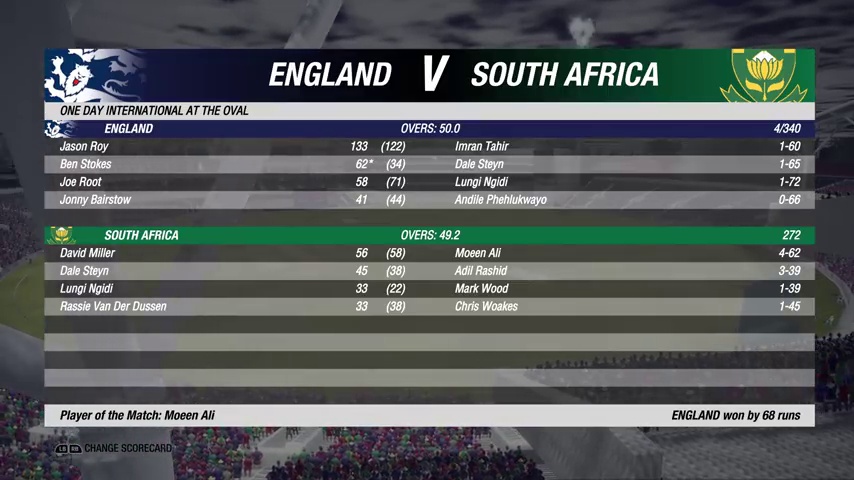 ENGLAND V SOUTH AFRICA
ONE DAY INTERNATIONAL AT THE OVAL
ENGLAND OVERS: 50.0 4/340
Jason Roy 133 (122) Imran Tahir 1-60
Ben Stokes 62* (34) Dale Steyn 1-65
Joe Root 58 (71) Lungi Ngidi 1-72
Jonny Bairstow 41 (44) Andile Phehlukwayo 0-66
SOUTH AFRICA OVERS: 49.2 272
David Miller 56 (58) Moeen Ali 4-62
Dale Steyn 45 (38) Adil Rashid 3-39
Lungi Ngidi 33 (22) Mark Wood 1-39
Rassie Van Der Dussen 33 (38) Chris Woakes 1-45
Player of the Match: Moeen Ali ENGLAND won by 68 runs
CHANGE SCORECARD